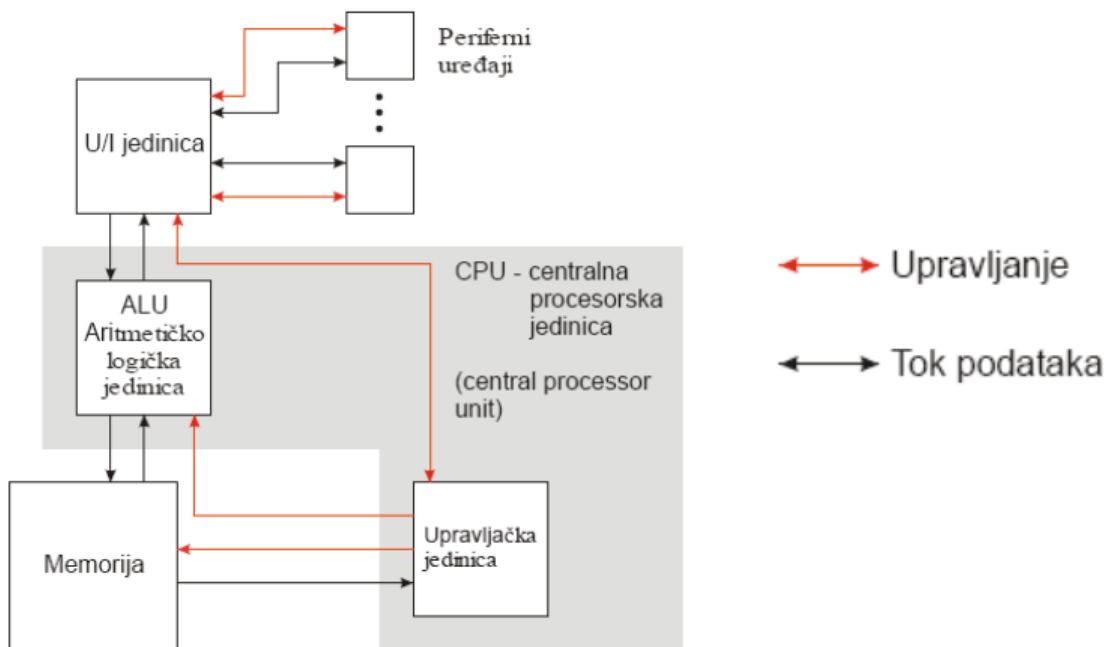 Periferni
uređaji
U/I jedinica
CPU - centralna
procesorska
jedinica
(central processor
unit)
ALU
Aritmetičko
logička
jedinica
Memorija
Upravljačka
jedinica
Upravljanje
Tok podataka